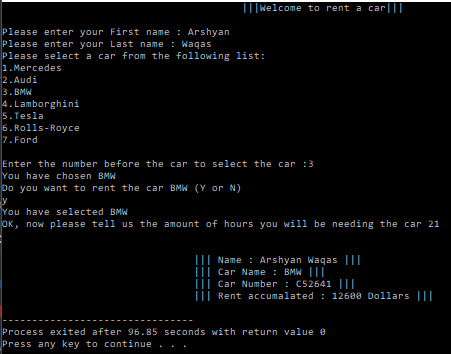 |||Welcome to rent a car|||
Please enter your First name : Arshyan
Please enter your Last name : Waqas
Please select a car from the following list:
1.Mercedes
2.Audi
3.BMW
4.Lamborghini
5.Tesla
6.Rolls-Royce
7.Ford
Enter the number before the car to select the car :3
You have chosen BMW
Do you want to rent the car BMW (Y or N)
y
You have selected BMW
OK, now please tell us the amount of hours you will be needing the car 21
||| Name : Arshyan Waqas |||
||| Car Name : BMW |||
||| Car Number : C52641 |||
||| Rent accumalated : 12600 Dollars |||
--------------------------------
Process exited after 96.85 seconds with return value 0
Press any key to continue . . .